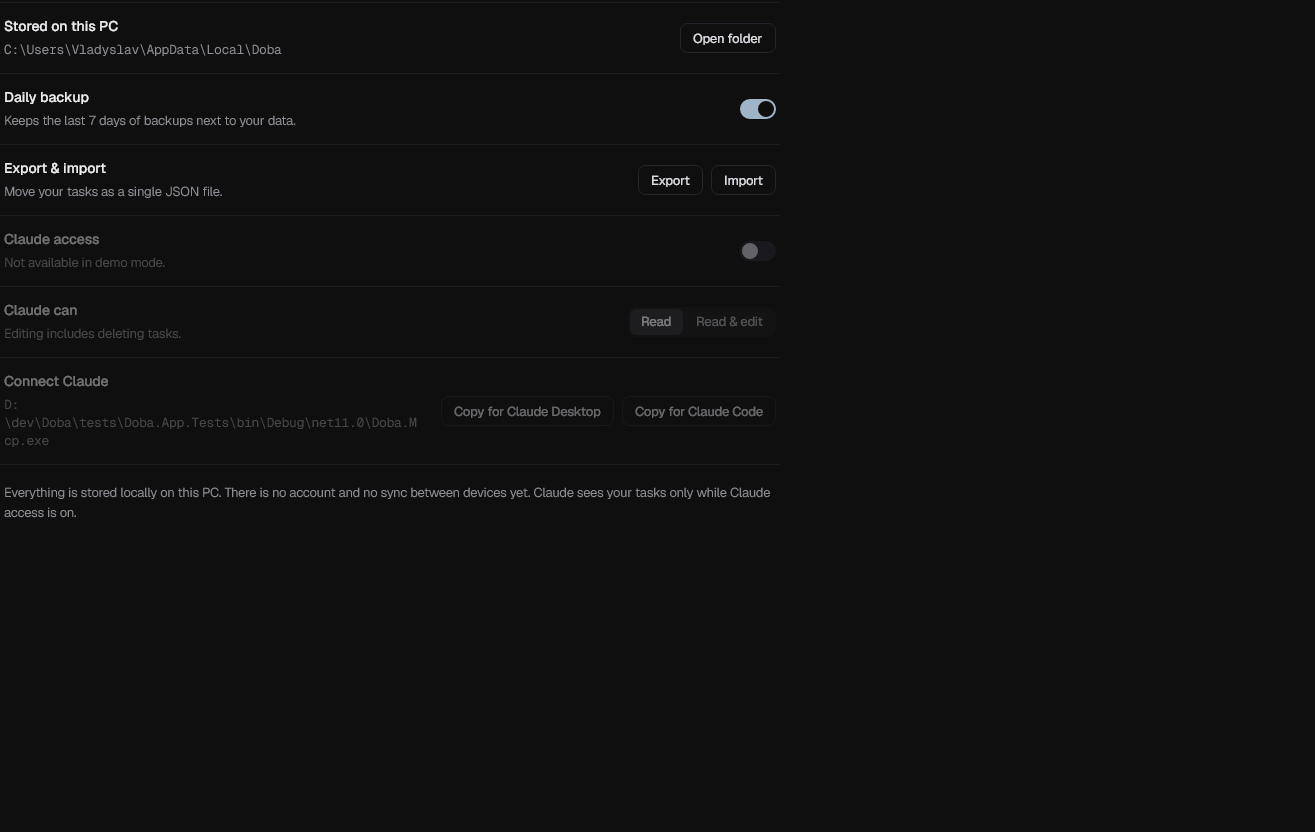 Stored on this PC
C:\Users\Vladyslav\AppData\Local\Doba
Open folder
Daily backup
Keeps the last 7 days of backups next to your data.
Export & import
Move your tasks as a single JSON file.
Export
Import
Claude access
Not available in demo mode.
Claude can
Editing includes deleting tasks.
Read
Read & edit
Connect Claude
D:
\dev\Doba\tests\Doba.App.Tests\bin\Debug\net11.0\Doba.M
cp.exe
Copy for Claude Desktop
Copy for Claude Code
Everything is stored locally on this PC. There is no account and no sync between devices yet. Claude sees your tasks only while Claude
access is on.